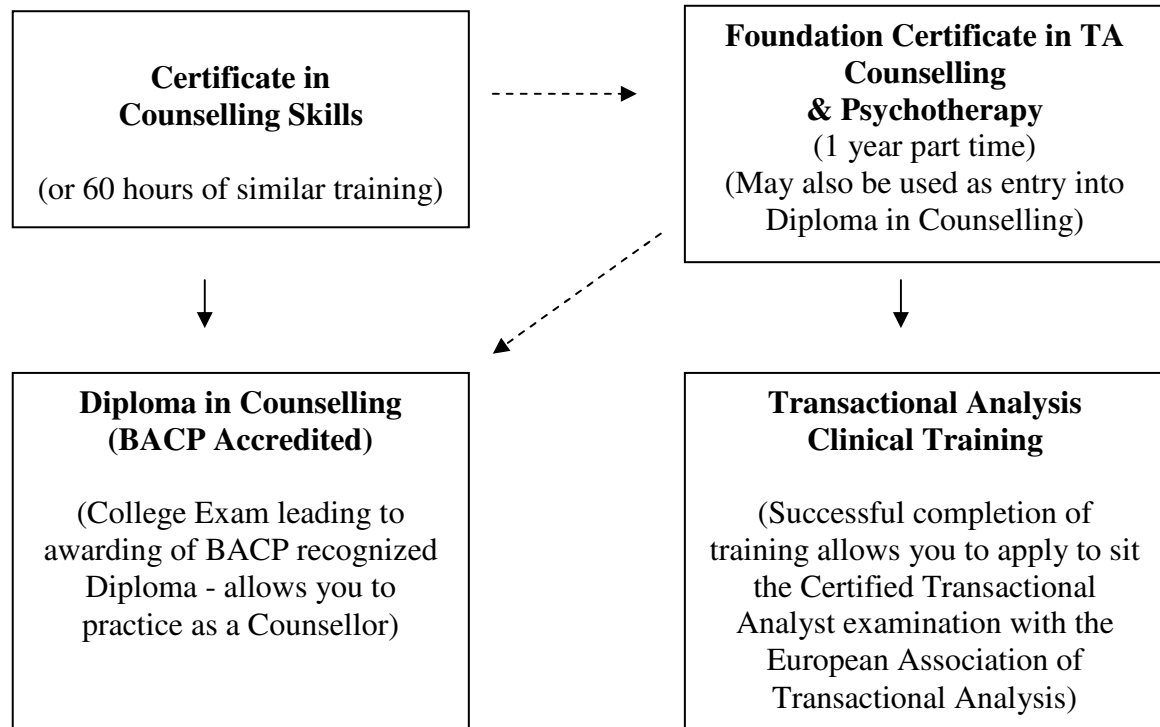 Certificate in
Counselling Skills
(or 60 hours of similar training)
Foundation Certificate in TA
Counselling
& Psychotherapy
(1 year part time)
(May also be used as entry into
Diploma in Counselling)
Diploma in Counselling
(BACP Accredited)
(College Exam leading to
awarding of BACP recognized
Diploma - allows you to
practice as a Counsellor)
Transactional Analysis
Clinical Training
(Successful completion of
training allows you to apply to sit
the Certified Transactional
Analyst examination with the
European Association of
Transactional Analysis)